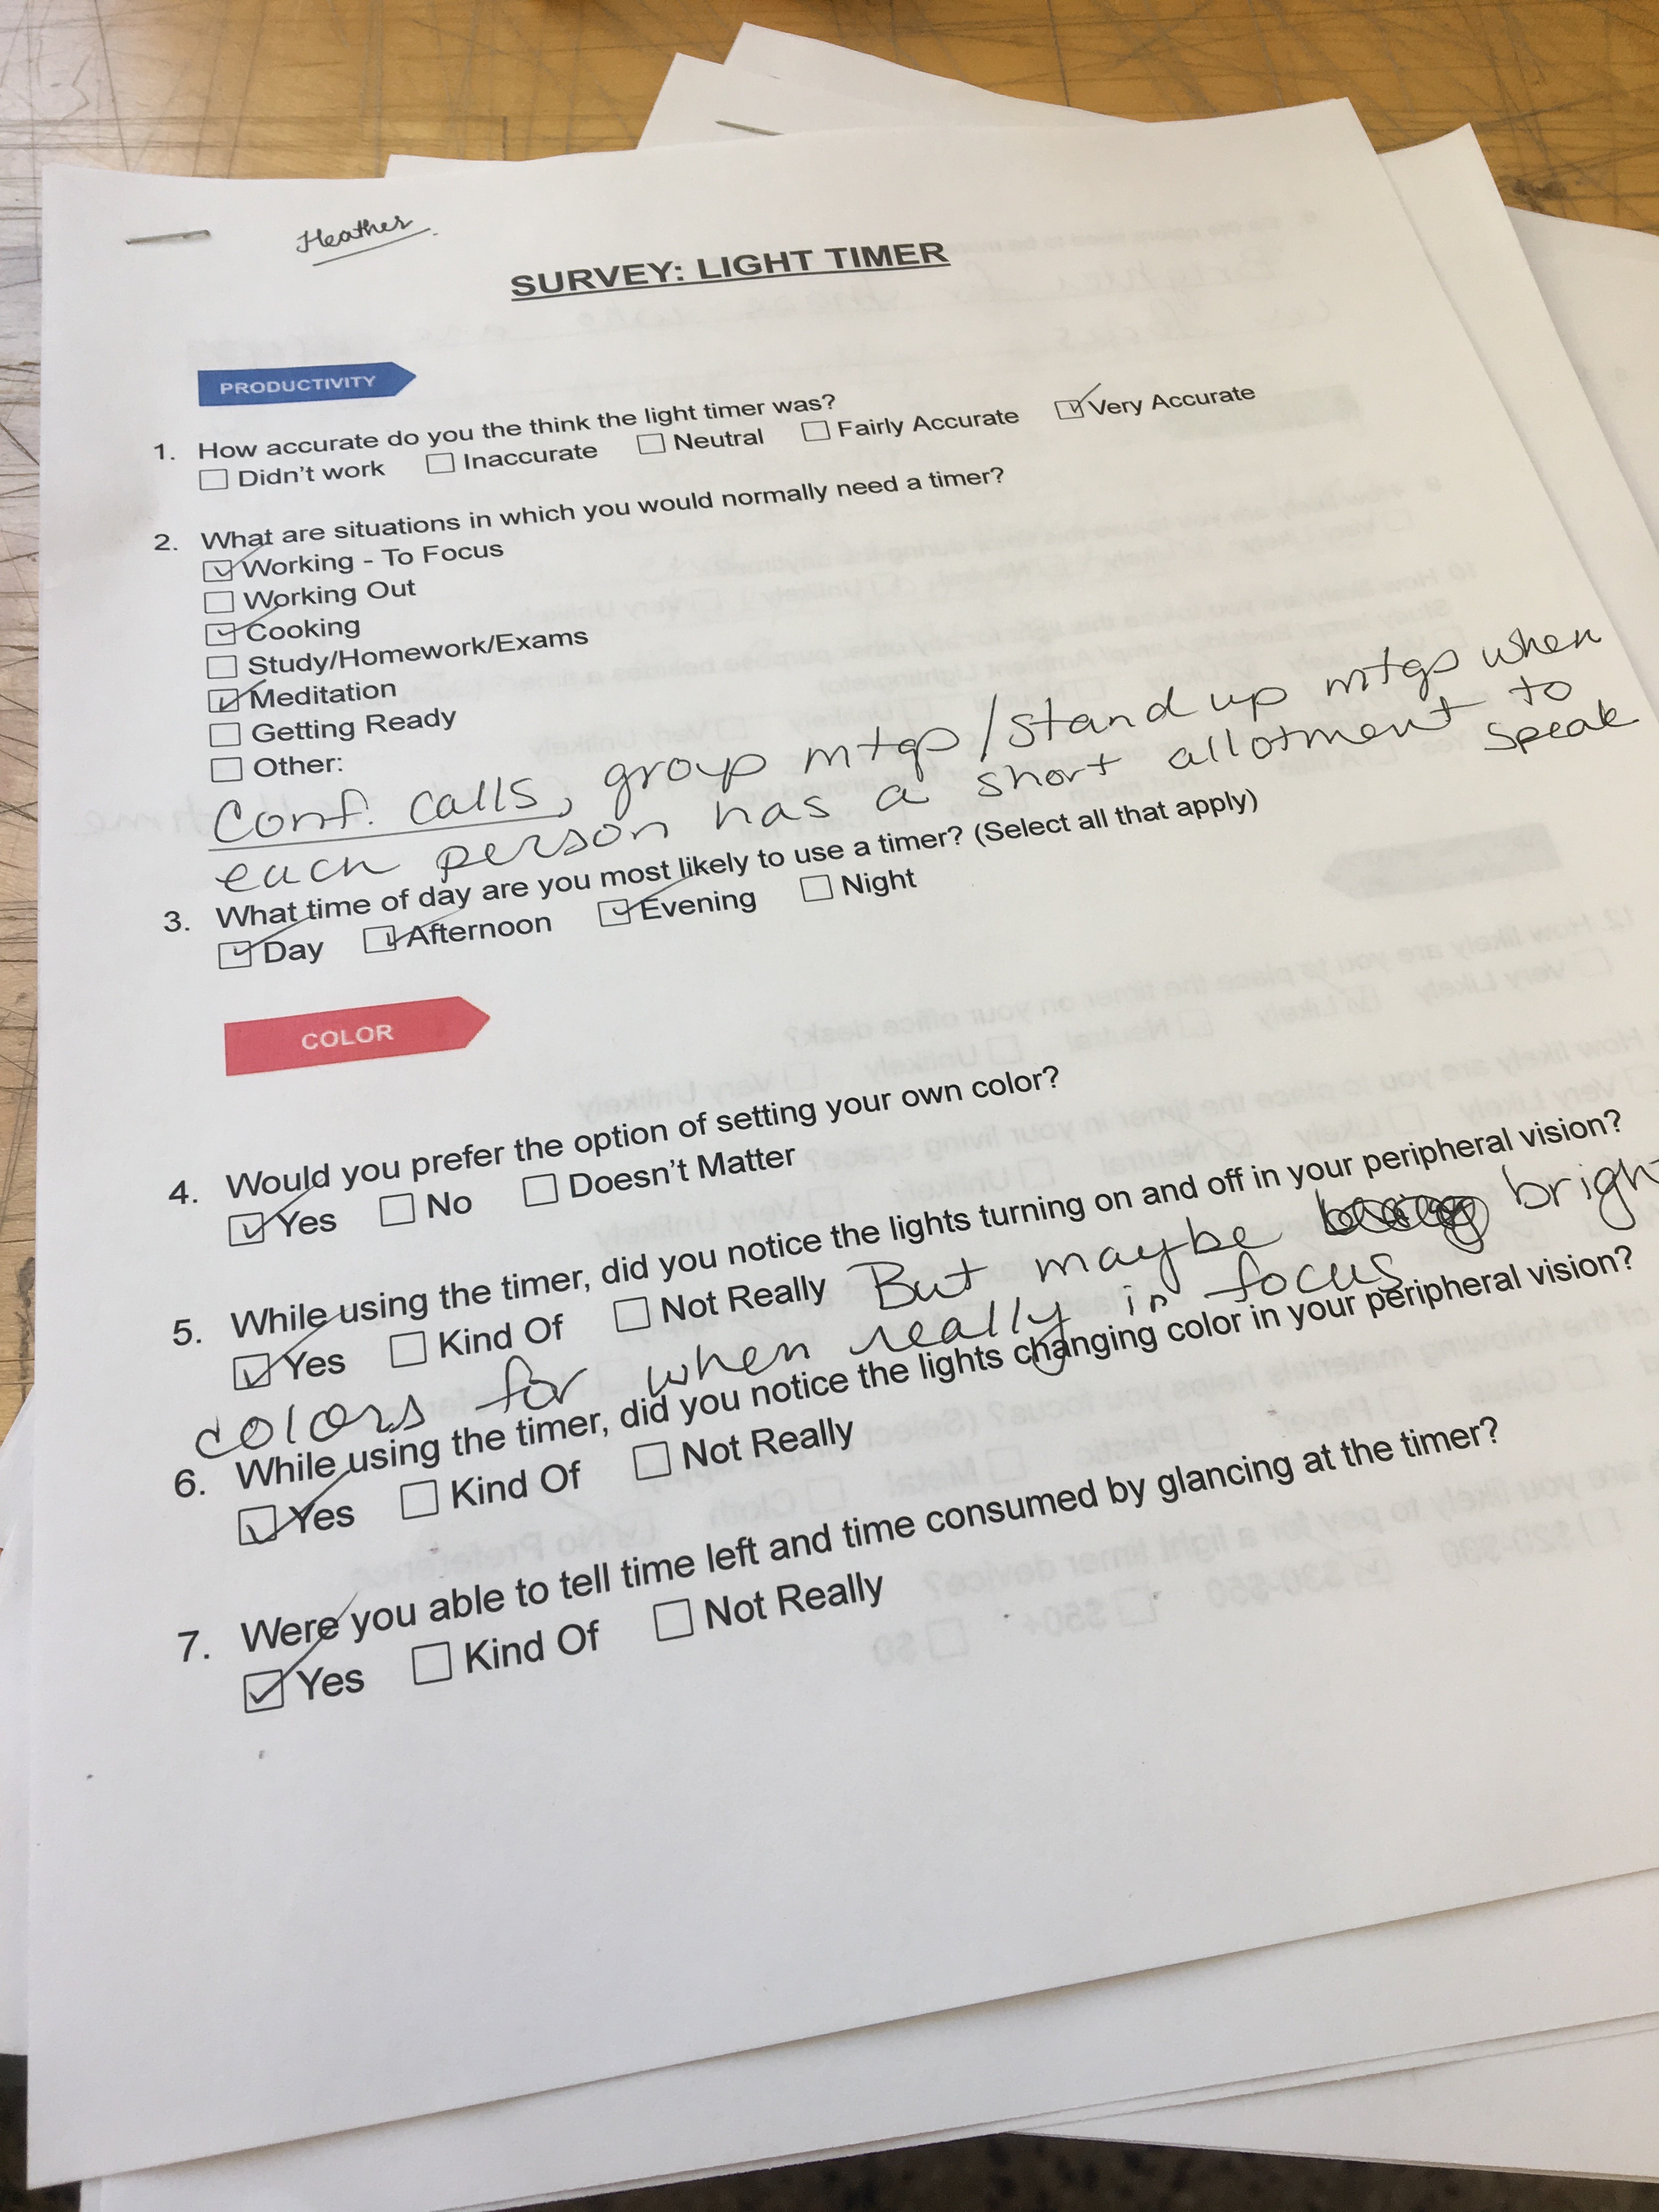 Heather
SURVEY: LIGHT TIMER
PRODUCTIVITY
1. How accurate do you the think the light timer was?
☐ Didn't work ☐ Inaccurate ☐ Neutral ☐ Fairly Accurate ☑ Very Accurate
2. What are situations in which you would normally need a timer?
☑ Working - To Focus
☐ Working Out
☑ Cooking
☐ Study/Homework/Exams
☑ Meditation
☐ Getting Ready
☐ Other:
Conf. calls, group mtgs/stand up mtgs when
each person has a short allotment to
speak
3. What time of day are you most likely to use a timer? (Select all that apply)
☑ Day ☑ Afternoon ☑ Evening ☐ Night
COLOR
4. Would you prefer the option of setting your own color?
☑ Yes ☐ No ☐ Doesn't Matter
5. While using the timer, did you notice the lights turning on and off in your peripheral vision?
☑ Yes ☐ Kind Of ☐ Not Really But maybe bright
colors for when really in focus
6. While using the timer, did you notice the lights changing color in your peripheral vision?
☑ Yes ☐ Kind Of ☐ Not Really
7. Were you able to tell time left and time consumed by glancing at the timer?
☑ Yes ☐ Kind Of ☐ Not Really